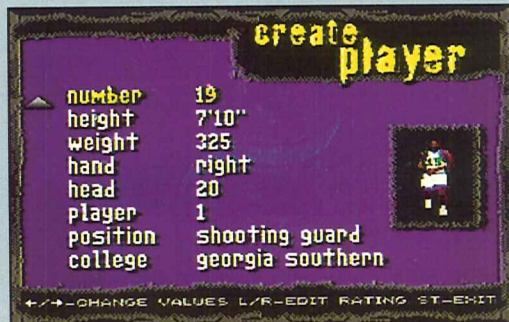 create
player
number 19
height 7'10"
weight 325
hand right
head 20
player 1
position shooting guard
college georgia southern
←/→-CHANGE VALUES L/R-EDIT RATING ST-EXIT